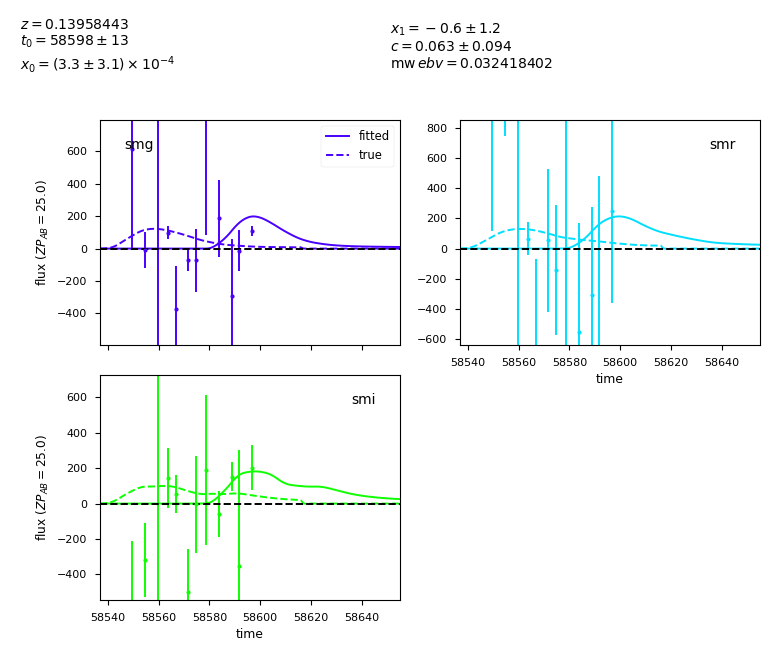 z = 0.13958443
t₀ = 58598 ± 13
x₀ = (3.3 ± 3.1) × 10⁻⁴
x₁ = −0.6 ± 1.2
c = 0.063 ± 0.094
mw ebv = 0.032418402
smg
fitted
true
600
400
200
0
−200
−400
flux (ZP_AB = 25.0)
smr
800
600
400
200
0
−200
−400
−600
58540 58560 58580 58600 58620 58640
time
smi
600
400
200
0
−200
−400
flux (ZP_AB = 25.0)
58540 58560 58580 58600 58620 58640
time